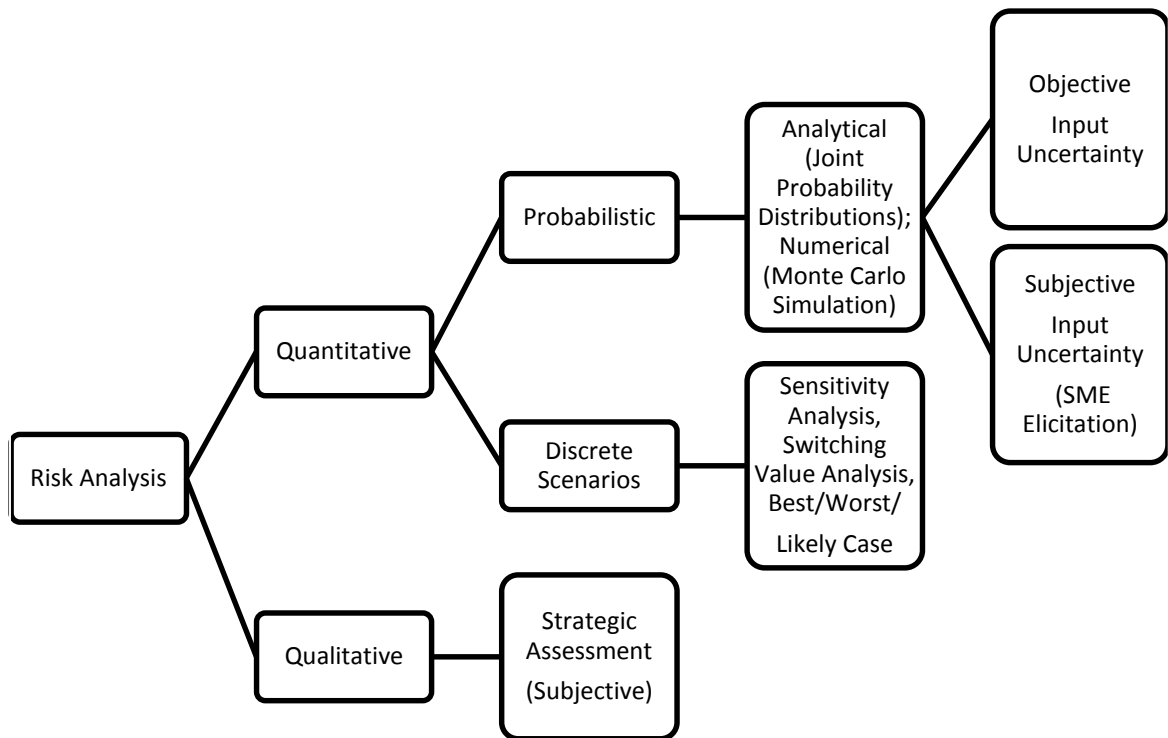 Risk Analysis
Quantitative
Qualitative
Probabilistic
Discrete
Scenarios
Strategic
Assessment
(Subjective)
Analytical
(Joint
Probability
Distributions);
Numerical
(Monte Carlo
Simulation)
Sensitivity
Analysis,
Switching
Value Analysis,
Best/Worst/
Likely Case
Objective
Input
Uncertainty
Subjective
Input
Uncertainty
(SME
Elicitation)